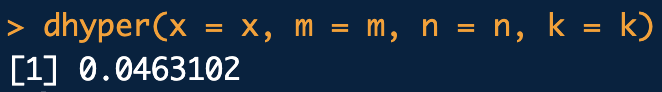 > dhyper(x = x, m = m, n = n, k = k)
[1] 0.0463102